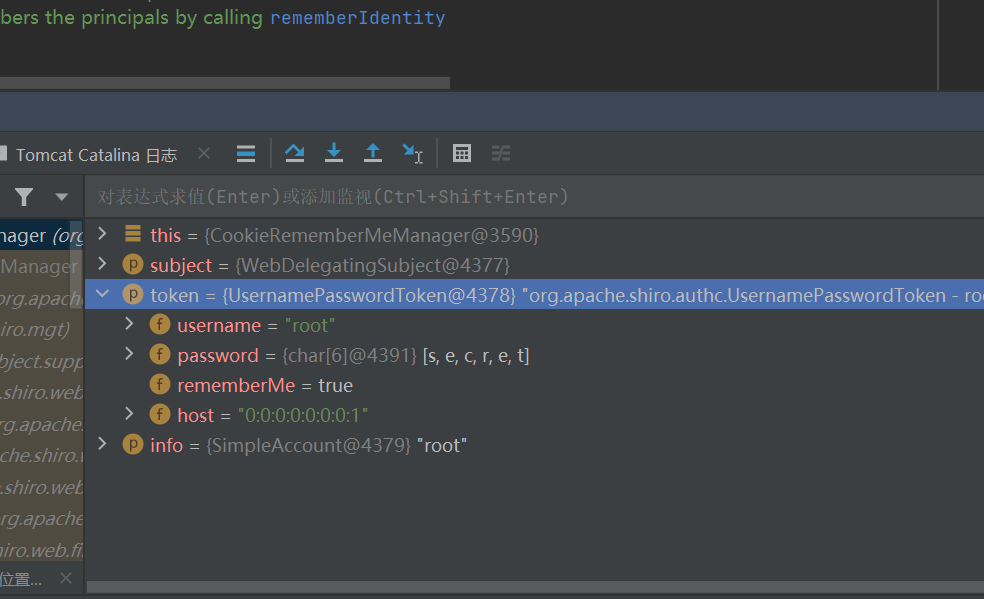 bers the principals by calling rememberIdentity
Tomcat Catalina 日志
对表达式求值(Enter)或添加监视(Ctrl+Shift+Enter)
nager (org
this = {CookieRememberMeManager@3590}
Manager
subject = {WebDelegatingSubject@4377}
org.apach
token = {UsernamePasswordToken@4378} "org.apache.shiro.authc.UsernamePasswordToken - roo
iro.mgt)
username = "root"
bject.supp
password = {char[6]@4391} [s, e, c, r, e, t]
.shiro.web
rememberMe = true
rg.apache.
host = "0:0:0:0:0:0:0:1"
che.shiro.w
info = {SimpleAccount@4379} "root"
.shiro.web
org.apache
hiro.web.fi
位置...